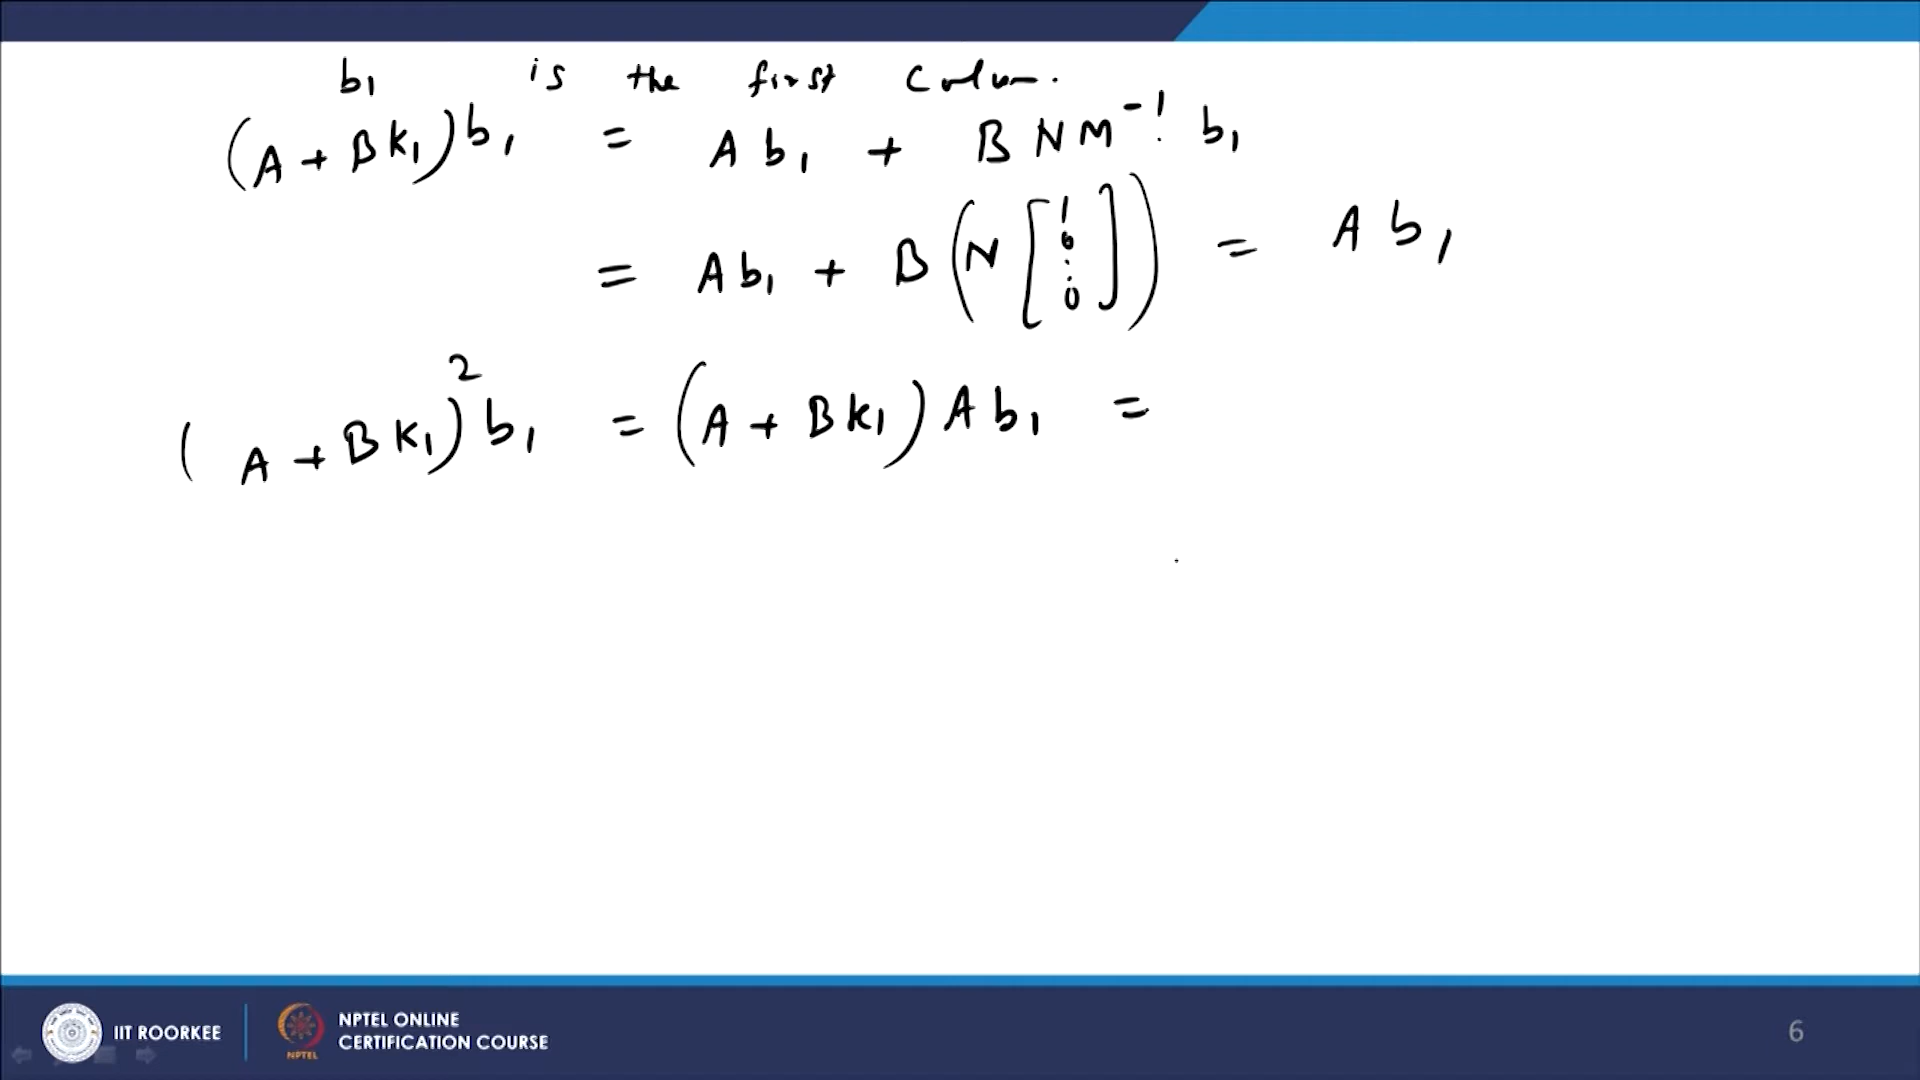 b₁ is the first Colum.
(A + BK₁)b₁ = Ab₁ + BNM⁻¹ b₁
= Ab₁ + B(N[1 0 : 0]) = Ab₁
(A + BK₁)² b₁ = (A + BK₁)Ab₁ =
IIT ROORKEE
NPTEL
NPTEL ONLINE
CERTIFICATION COURSE
6